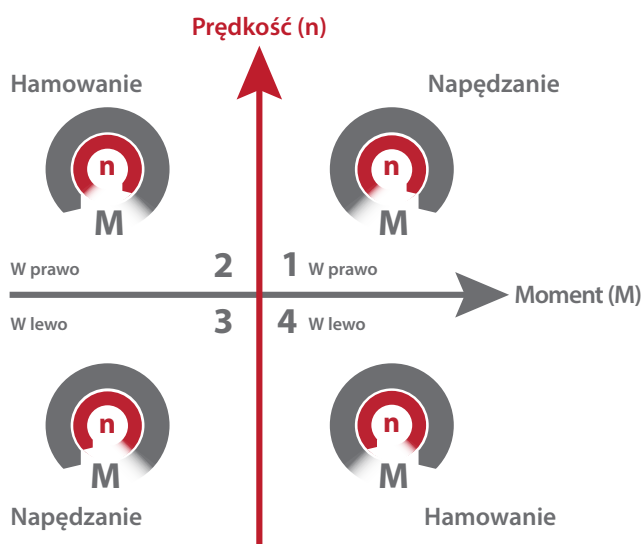 Prędkość (n)
Hamowanie
Napędzanie
n
M
n
M
W prawo
2
1
W prawo
Moment (M)
W lewo
3
4
W lewo
n
M
n
M
Napędzanie
Hamowanie